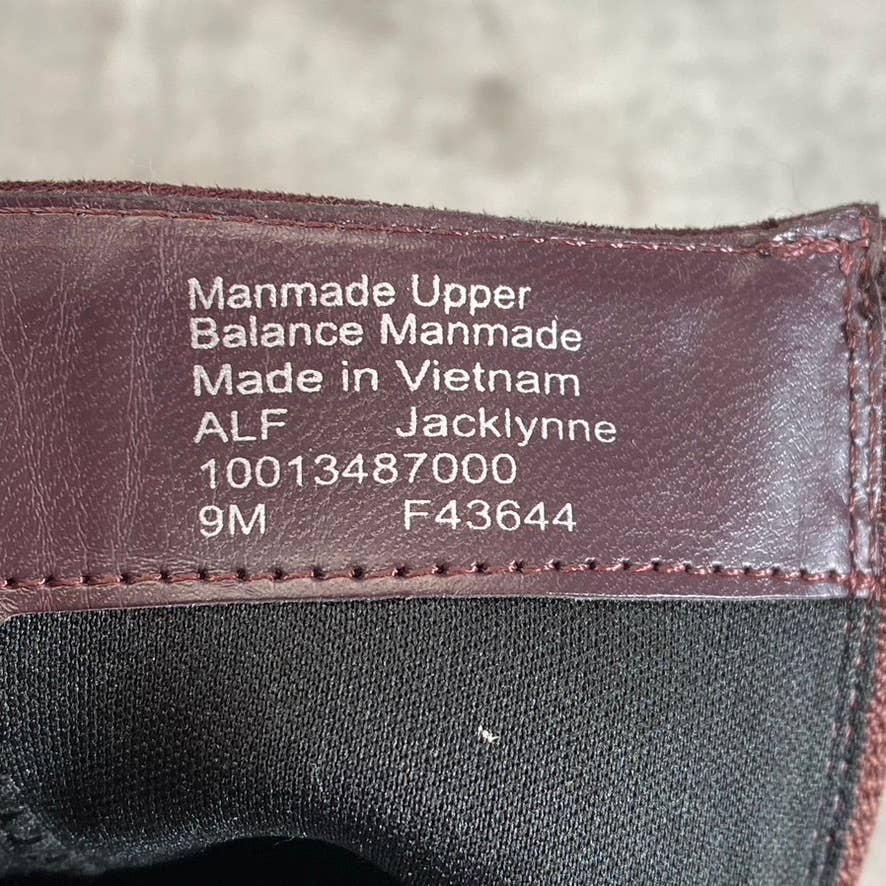 Manmade Upper
Balance Manmade
Made in Vietnam
ALF Jacklynne
10013487000
9M F43644